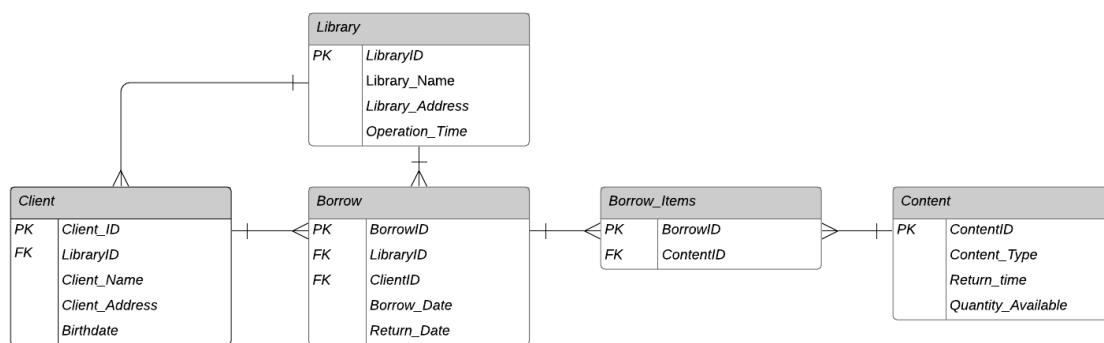 Library
PK LibraryID
Library_Name
Library_Address
Operation_Time
Client
PK Client_ID
FK LibraryID
Client_Name
Client_Address
Birthdate
Borrow
PK BorrowID
FK LibraryID
FK ClientID
Borrow_Date
Return_Date
Borrow_Items
PK BorrowID
FK ContentID
Content
PK ContentID
Content_Type
Return_time
Quantity_Available